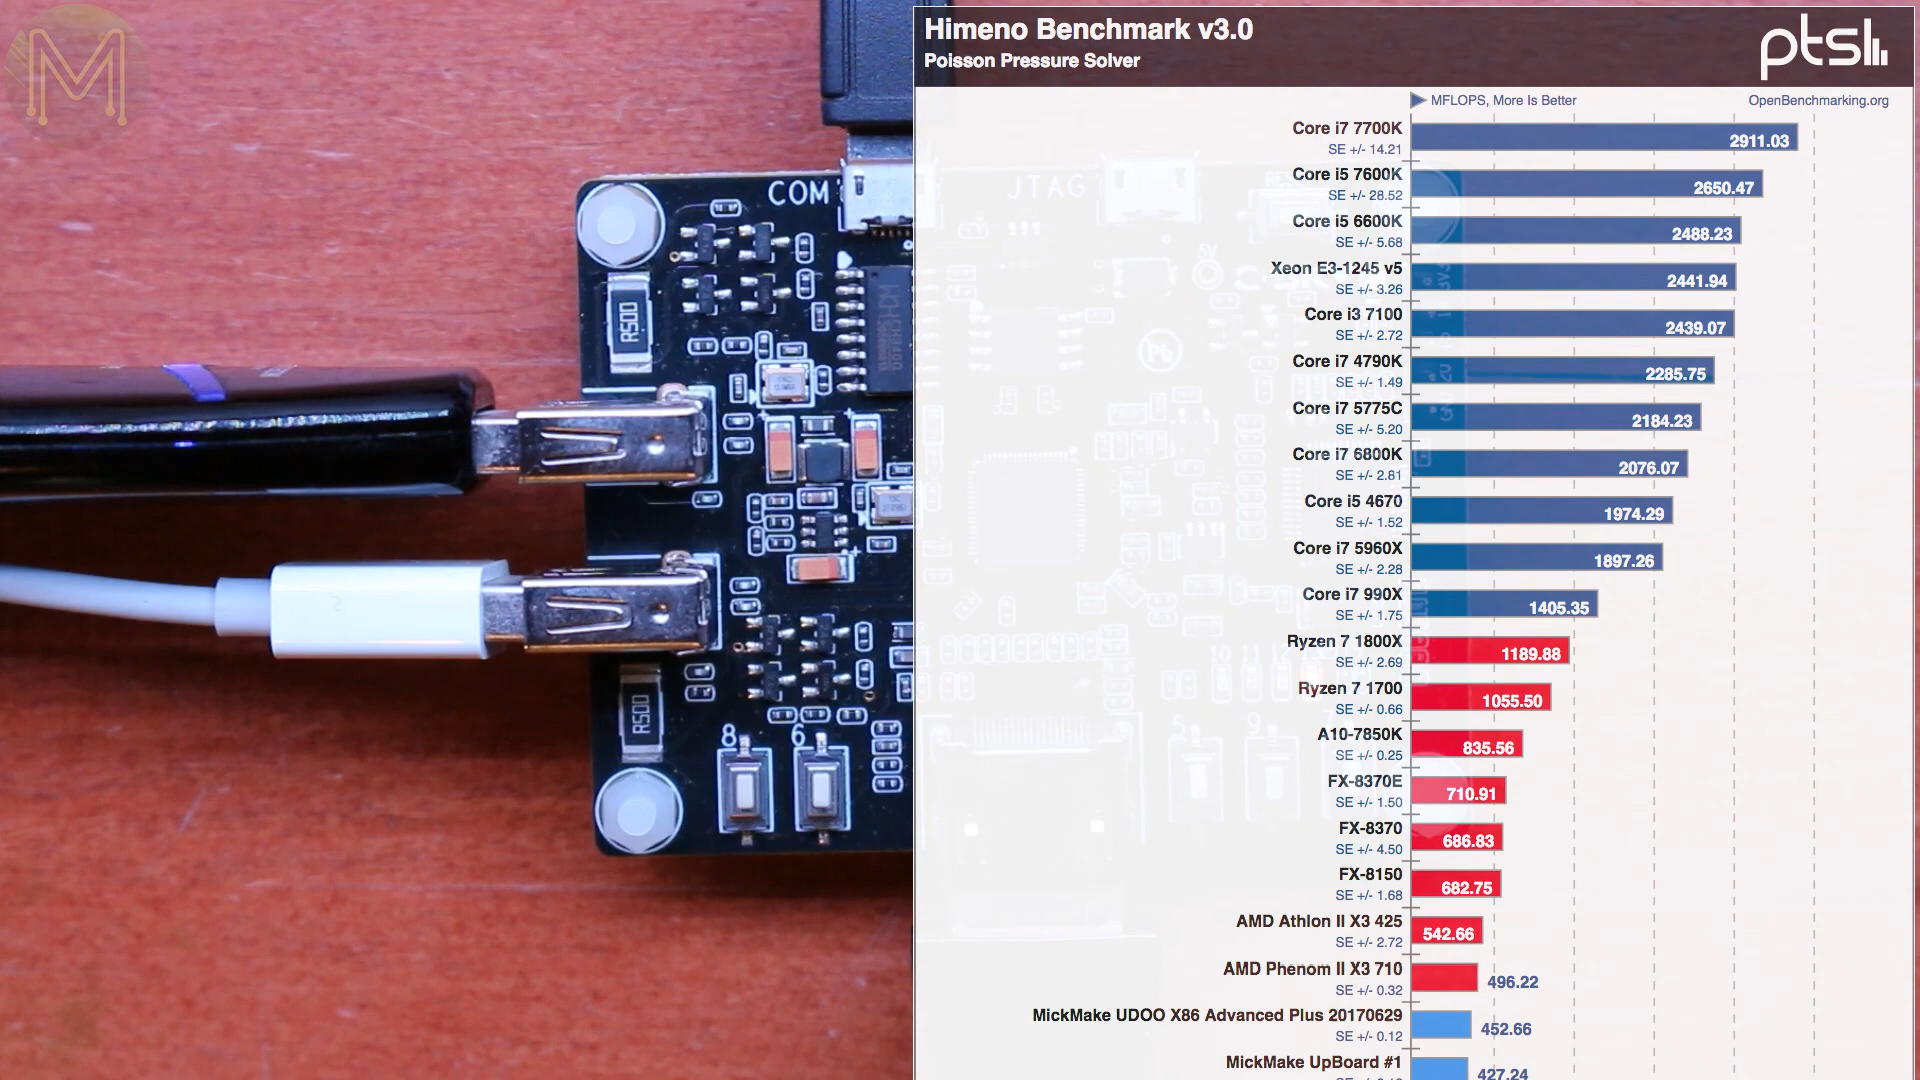 M
COM
R500
R500
8
6
JTAG
5V
5
9
Himeno Benchmark v3.0
Poisson Pressure Solver
ptsl
MFLOPS, More Is Better
OpenBenchmarking.org
Core i7 7700K
SE +/- 14.21
2911.03
Core i5 7600K
SE +/- 28.52
2650.47
Core i5 6600K
SE +/- 5.68
2488.23
Xeon E3-1245 v5
SE +/- 3.26
2441.94
Core i3 7100
SE +/- 2.72
2439.07
Core i7 4790K
SE +/- 1.49
2285.75
Core i7 5775C
SE +/- 5.20
2184.23
Core i7 6800K
SE +/- 2.81
2076.07
Core i5 4670
SE +/- 1.52
1974.29
Core i7 5960X
SE +/- 2.28
1897.26
Core i7 990X
SE +/- 1.75
1405.35
Ryzen 7 1800X
SE +/- 2.69
1189.88
Ryzen 7 1700
SE +/- 0.66
1055.50
A10-7850K
SE +/- 0.25
835.56
FX-8370E
SE +/- 1.50
710.91
FX-8370
SE +/- 4.50
686.83
FX-8150
SE +/- 1.68
682.75
AMD Athlon II X3 425
SE +/- 2.72
542.66
AMD Phenom II X3 710
SE +/- 0.32
496.22
MickMake UDOO X86 Advanced Plus 20170629
SE +/- 0.12
452.66
MickMake UpBoard #1
427.24